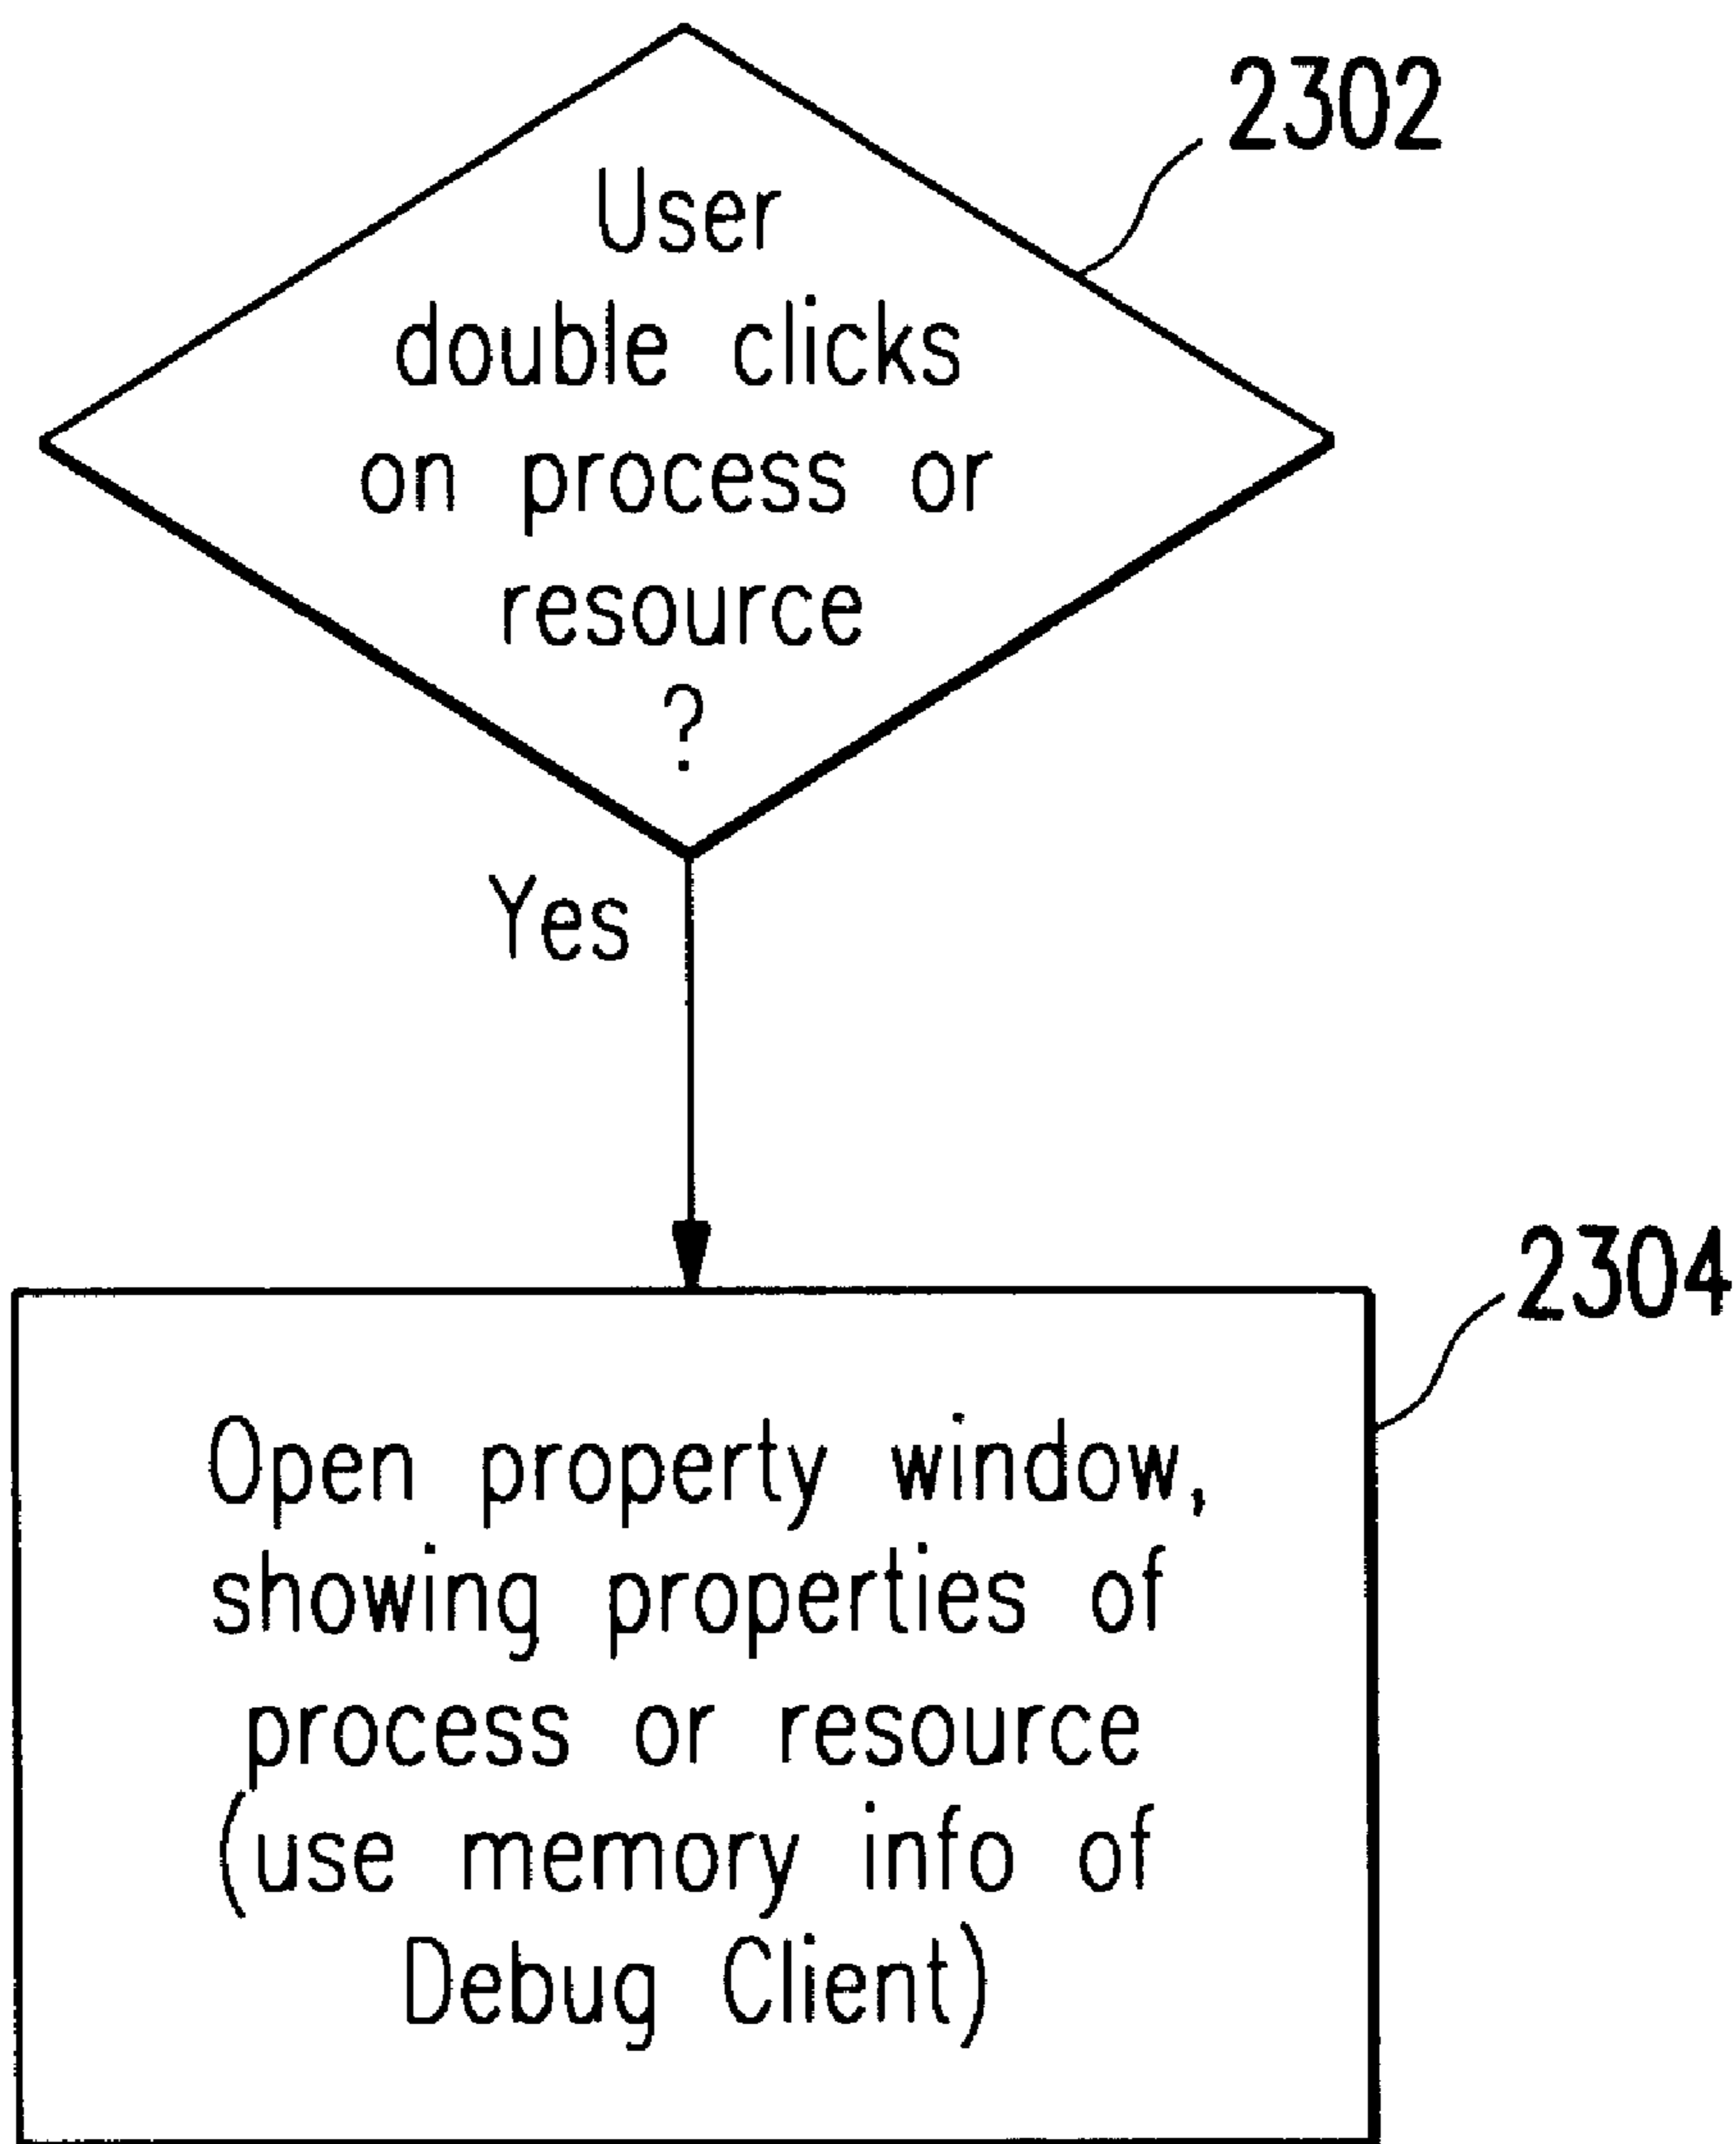 2302
User
double clicks
on process or
resource
?
Yes
2304
Open property window,
showing properties of
process or resource
(use memory info of
Debug Client)